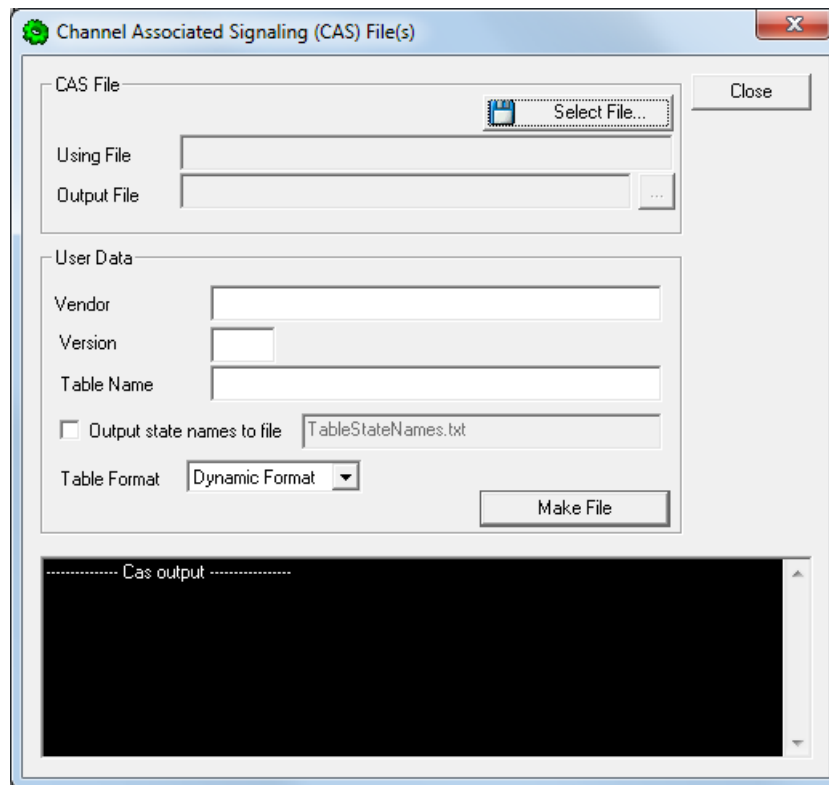 Channel Associated Signaling (CAS) File(s)
CAS File
Close
Select File...
Using File
Output File
...
User Data
Vendor
Version
Table Name
Output state names to file TableStateNames.txt
Table Format Dynamic Format
Make File
--------------- Cas output -----------------